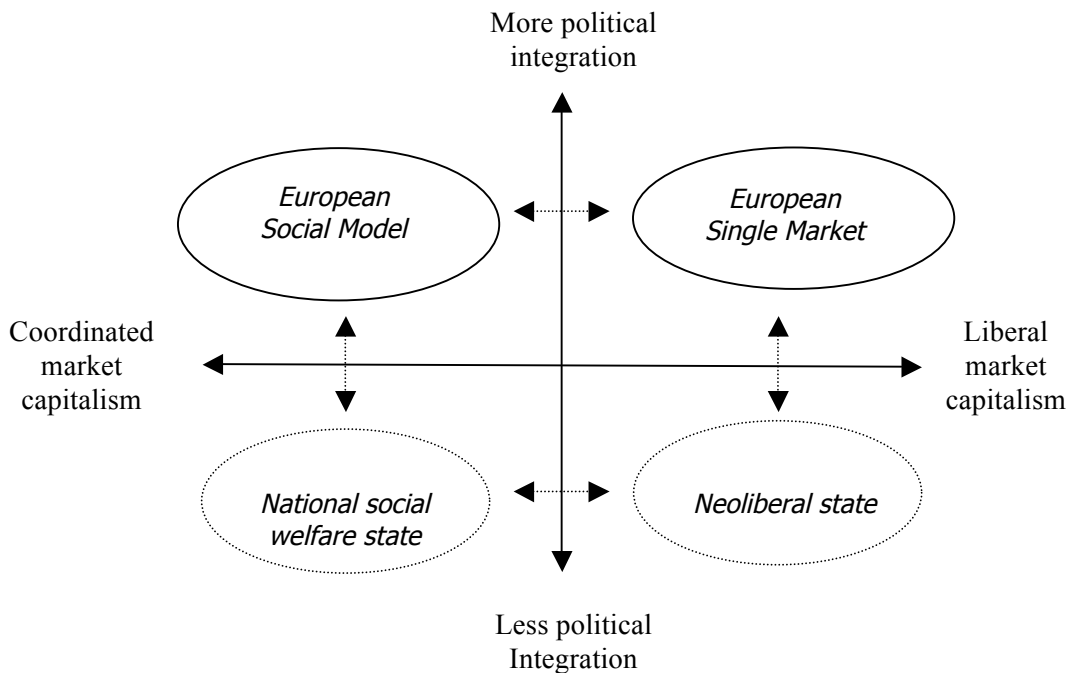 More political
integration
European
Social Model
European
Single Market
Coordinated
market
capitalism
Liberal
market
capitalism
National social
welfare state
Neoliberal state
Less political
Integration